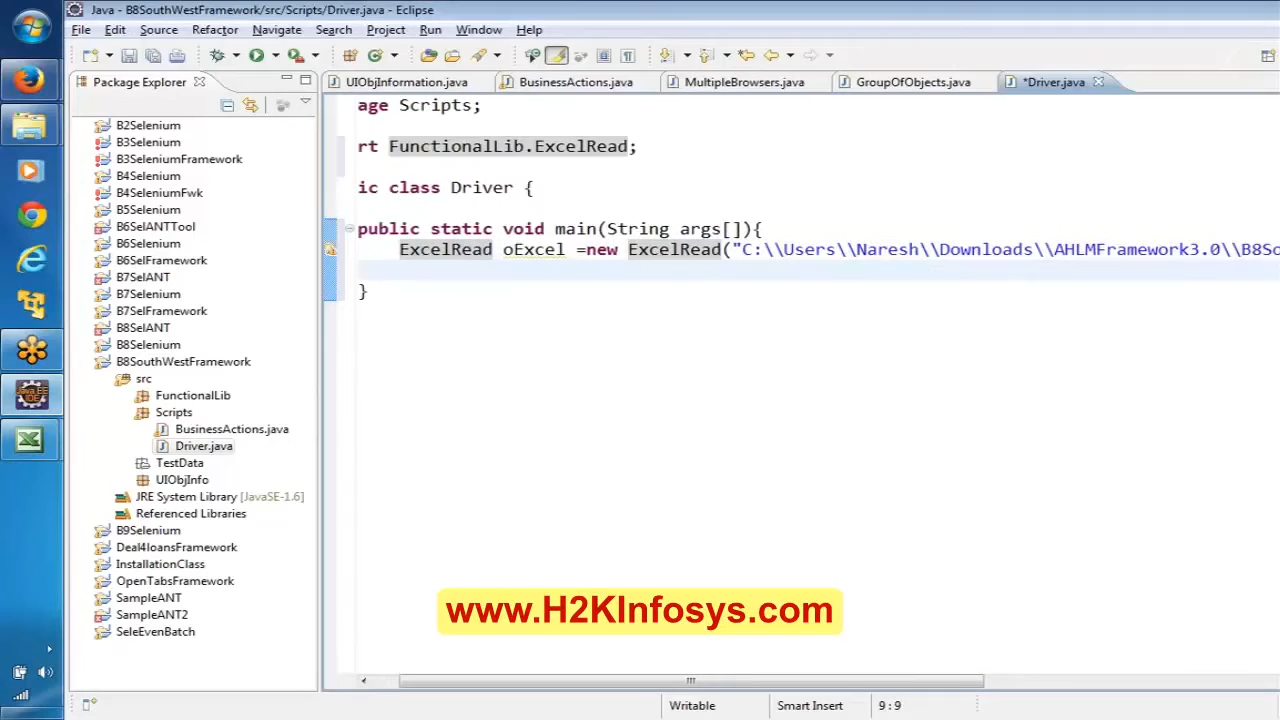 Java - B8SouthWestFramework/src/Scripts/Driver.java - Eclipse
File Edit Source Refactor Navigate Search Project Run Window Help
Package Explorer
UIObjInformation.java BusinessActions.java MultipleBrowsers.java GroupOfObjects.java *Driver.java
B2Selenium
B3Selenium
B3SeleniumFramework
B4Selenium
B4SeleniumFwk
B5Selenium
B6SelANTTool
B6Selenium
B6SelFramework
B7SelANT
B7Selenium
B7SelFramework
B8SelANT
B8Selenium
B8SouthWestFramework
src
FunctionalLib
Scripts
BusinessActions.java
Driver.java
TestData
UIObjInfo
JRE System Library [JavaSE-1.6]
Referenced Libraries
B9Selenium
Deal4loansFramework
InstallationClass
OpenTabsFramework
SampleANT
SampleANT2
SeleEvenBatch
age Scripts;
rt FunctionalLib.ExcelRead;
ic class Driver {
public static void main(String args[]){
ExcelRead oExcel =new ExcelRead("C:\\Users\\Naresh\\Downloads\\AHLMFramework3.0\\B8So
}
www.H2KInfosys.com
Writable Smart Insert 9:9